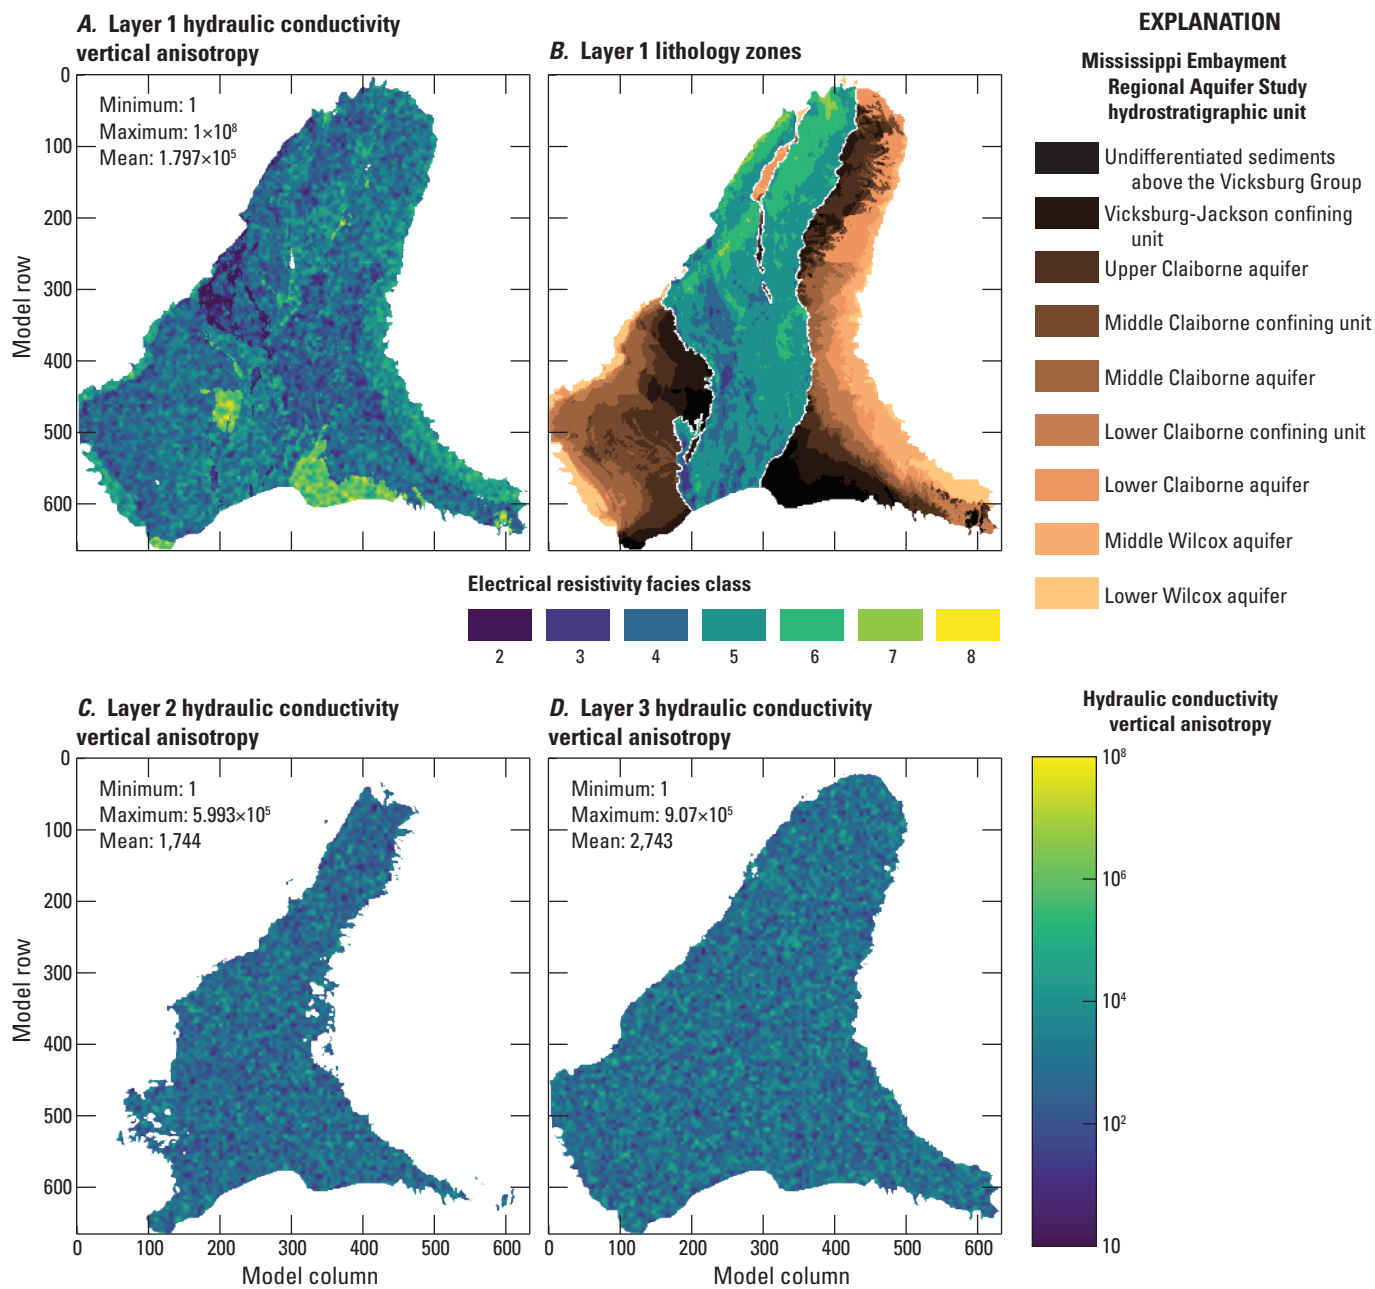 A. Layer 1 hydraulic conductivity
vertical anisotropy
0
100
200
300
400
500
600
Model row
Minimum: 1
Maximum: 1×10⁸
Mean: 1.797×10⁵
B. Layer 1 lithology zones
EXPLANATION
Mississippi Embayment
Regional Aquifer Study
hydrostratigraphic unit
Undifferentiated sediments
above the Vicksburg Group
Vicksburg-Jackson confining
unit
Upper Claiborne aquifer
Middle Claiborne confining unit
Middle Claiborne aquifer
Lower Claiborne confining unit
Lower Claiborne aquifer
Middle Wilcox aquifer
Lower Wilcox aquifer
Electrical resistivity facies class
2 3 4 5 6 7 8
C. Layer 2 hydraulic conductivity
vertical anisotropy
0
100
200
300
400
500
600
Model row
Minimum: 1
Maximum: 5.993×10⁵
Mean: 1,744
0 100 200 300 400 500 600
Model column
D. Layer 3 hydraulic conductivity
vertical anisotropy
Minimum: 1
Maximum: 9.07×10⁵
Mean: 2,743
0 100 200 300 400 500 600
Model column
Hydraulic conductivity
vertical anisotropy
10⁸
10⁶
10⁴
10²
10